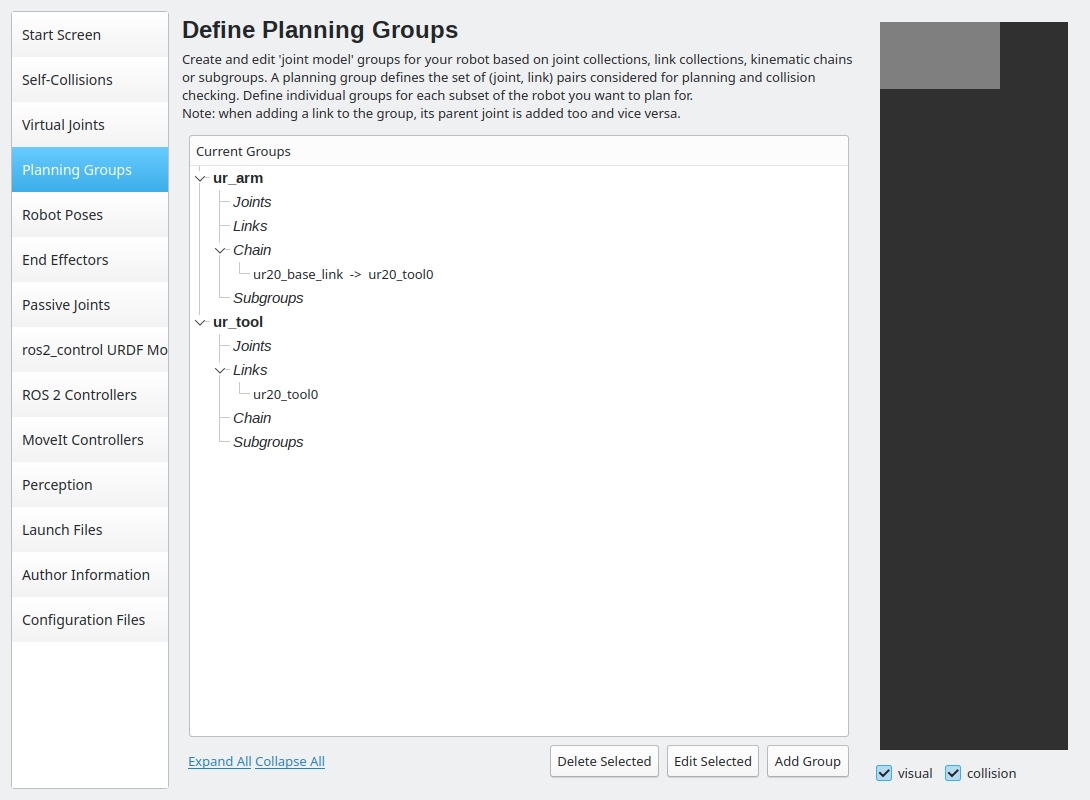 Start Screen
Self-Collisions
Virtual Joints
Planning Groups
Robot Poses
End Effectors
Passive Joints
ros2_control URDF Mo
ROS 2 Controllers
MoveIt Controllers
Perception
Launch Files
Author Information
Configuration Files
Define Planning Groups
Create and edit 'joint model' groups for your robot based on joint collections, link collections, kinematic chains
or subgroups. A planning group defines the set of (joint, link) pairs considered for planning and collision
checking. Define individual groups for each subset of the robot you want to plan for.
Note: when adding a link to the group, its parent joint is added too and vice versa.
Current Groups
ur_arm
Joints
Links
Chain
ur20_base_link -> ur20_tool0
Subgroups
ur_tool
Joints
Links
ur20_tool0
Chain
Subgroups
Expand All Collapse All
Delete Selected
Edit Selected
Add Group
visual
collision